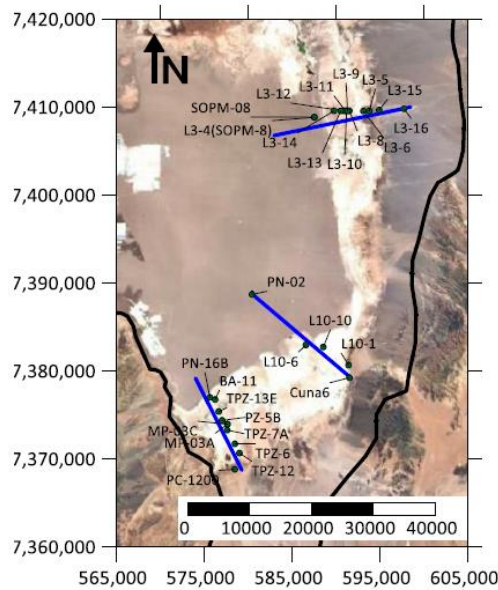 7,420,000
N
L3-9
L3-11
L3-5
L3-12
L3-15
SOPM-08
7,410,000
L3-4(SOPM-8)
L3-16
L3-14
L3-8
L3-6
L3-13
L3-10
7,400,000
7,390,000
PN-02
L10-10
PN-16B
L10-6
L10-1
7,380,000
BA-11
Cuna6
TPZ-13E
PZ-5B
MP-03C
TPZ-7A
MP-03A
TPZ-6
7,370,000
TPZ-12
PC-1200
0 10000 20000 30000 40000
7,360,000
565,000 575,000 585,000 595,000 605,000